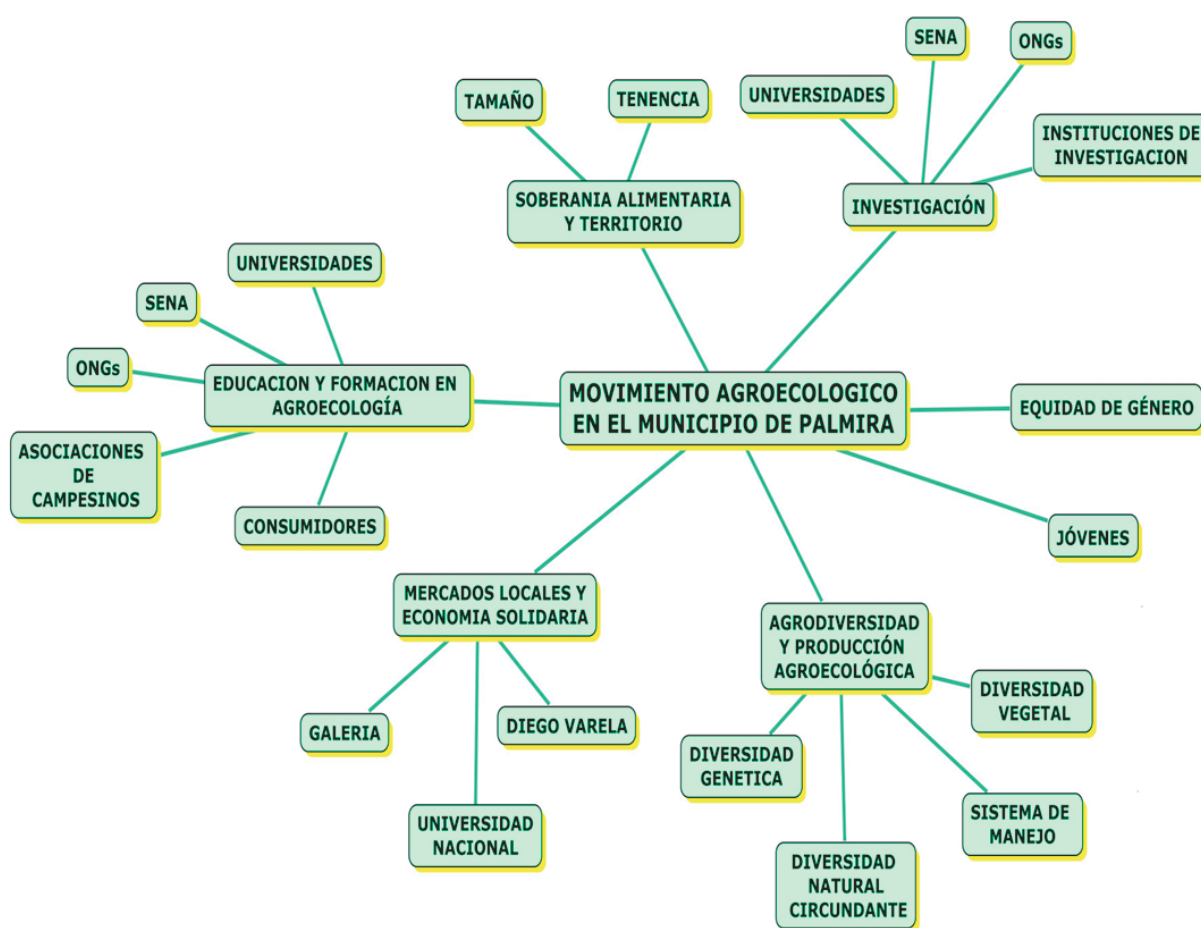 SENA
ONGs
TAMAÑO
TENENCIA
UNIVERSIDADES
INSTITUCIONES DE
INVESTIGACION
SOBERANIA ALIMENTARIA
Y TERRITORIO
INVESTIGACIÓN
UNIVERSIDADES
SENA
ONGs
EDUCACION Y FORMACION EN
AGROECOLOGÍA
MOVIMIENTO AGROECOLOGICO
EN EL MUNICIPIO DE PALMIRA
EQUIDAD DE GÉNERO
ASOCIACIONES
DE
CAMPESINOS
CONSUMIDORES
JÓVENES
MERCADOS LOCALES Y
ECONOMIA SOLIDARIA
AGRODIVERSIDAD
Y PRODUCCIÓN
AGROECOLÓGICA
GALERIA
DIEGO VARELA
DIVERSIDAD
VEGETAL
DIVERSIDAD
GENETICA
UNIVERSIDAD
NACIONAL
SISTEMA DE
MANEJO
DIVERSIDAD
NATURAL
CIRCUNDANTE